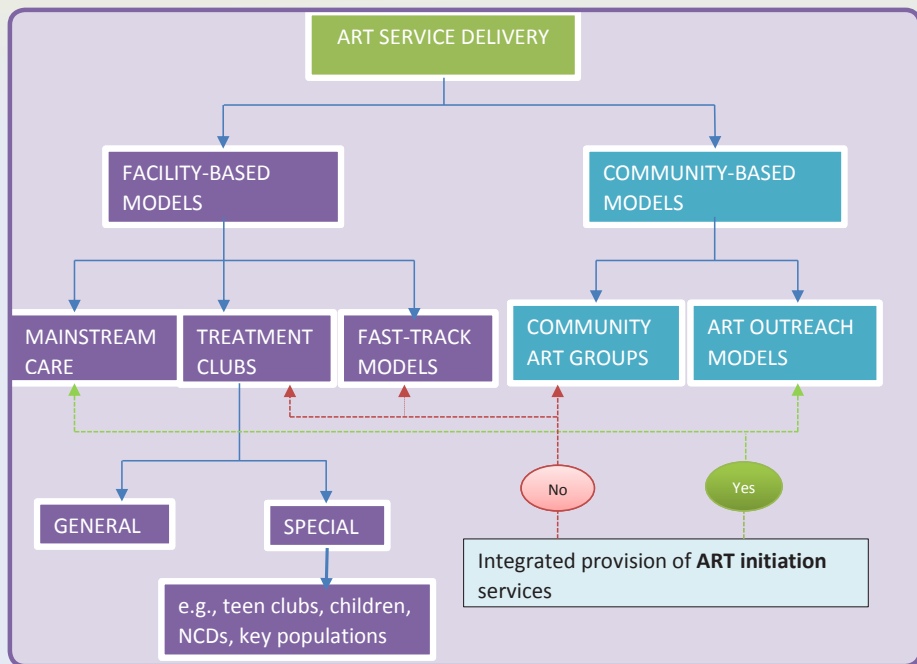 ART SERVICE DELIVERY
FACILITY-BASED
MODELS
COMMUNITY-BASED
MODELS
MAINSTREAM
CARE
TREATMENT
CLUBS
FAST-TRACK
MODELS
COMMUNITY
ART GROUPS
ART OUTREACH
MODELS
No
Yes
GENERAL
SPECIAL
Integrated provision of ART initiation
services
e.g., teen clubs, children,
NCDs, key populations